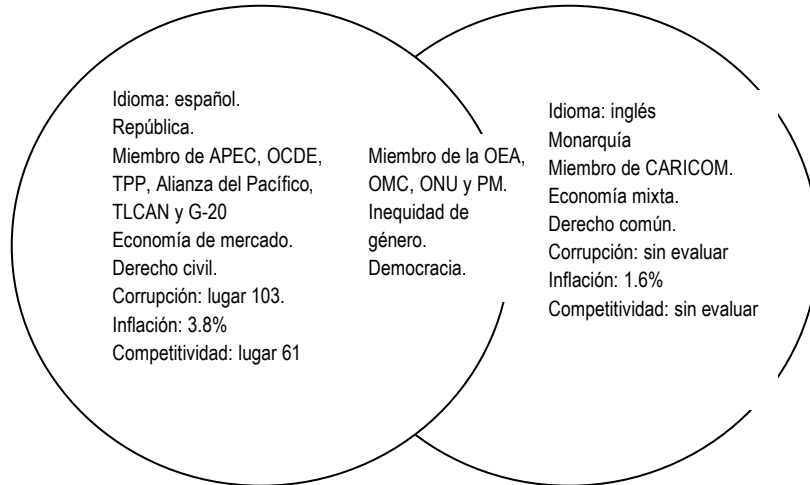 Idioma: español.
República.
Miembro de APEC, OCDE,
TPP, Alianza del Pacífico,
TLCAN y G-20
Economía de mercado.
Derecho civil.
Corrupción: lugar 103.
Inflación: 3.8%
Competitividad: lugar 61
Miembro de la OEA,
OMC, ONU y PM.
Inequidad de
género.
Democracia.
Idioma: inglés
Monarquía
Miembro de CARICOM.
Economía mixta.
Derecho común.
Corrupción: sin evaluar
Inflación: 1.6%
Competitividad: sin evaluar